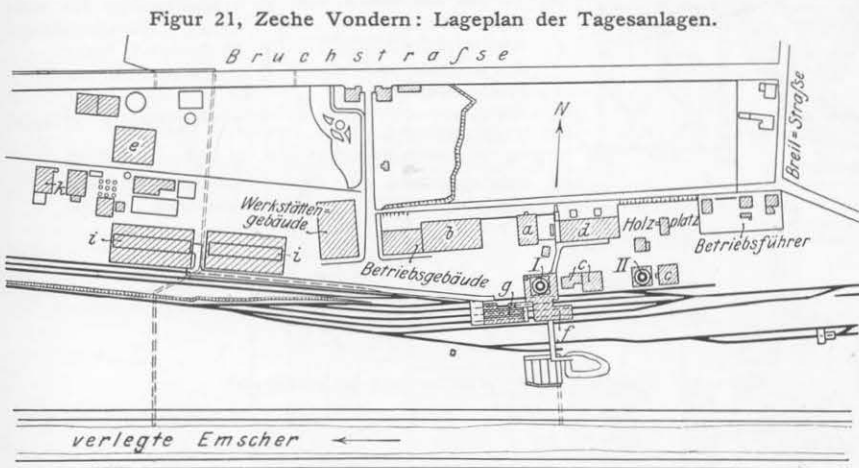 Figur 21, Zeche Vondern: Lageplan der Tagesanlagen.
Bruchstraße
Breil=Straße
N
e
k
Werkstätten-
gebäude
i
i
l
b
a
d
Holz=platz
Betriebsgebäude
Betriebsführer
I
c
II
c
g
f
verlegte Emscher